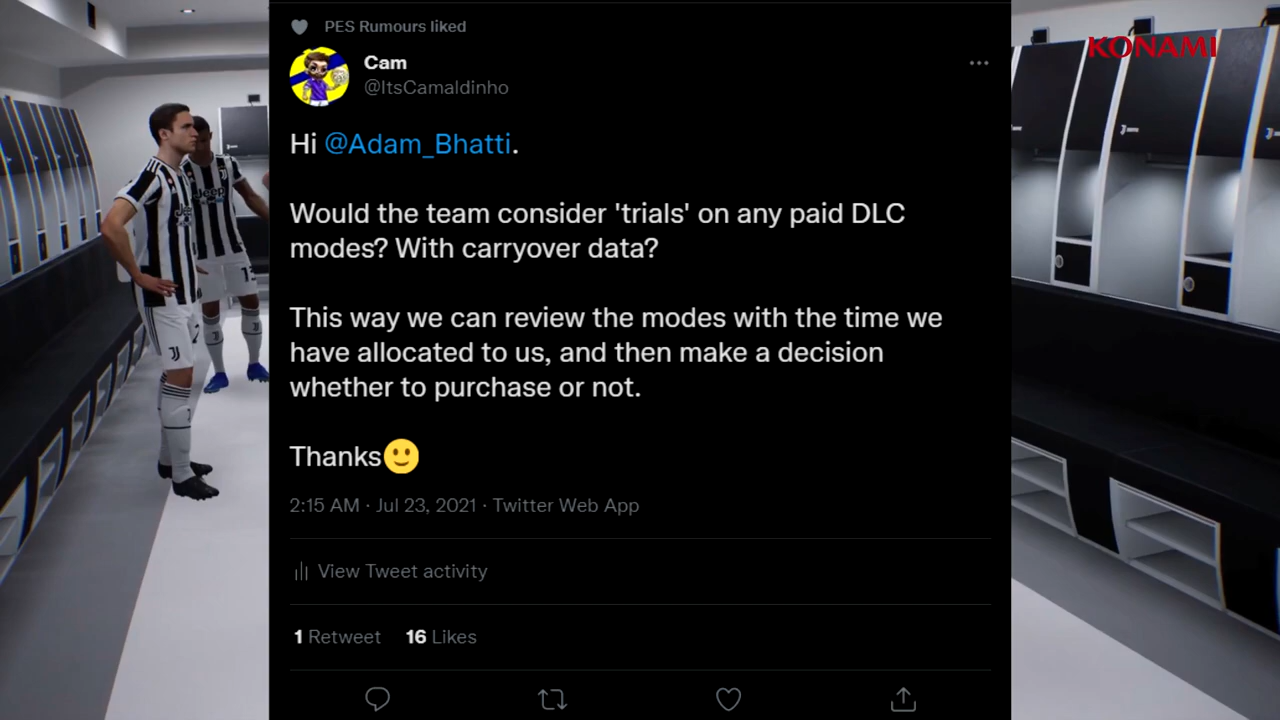 PES Rumours liked
KONAMI
Cam
@ItsCamaldinho
Hi @Adam_Bhatti.
Would the team consider 'trials' on any paid DLC
modes? With carryover data?
This way we can review the modes with the time we
have allocated to us, and then make a decision
whether to purchase or not.
Thanks🙂
2:15 AM · Jul 23, 2021 · Twitter Web App
View Tweet activity
1 Retweet 16 Likes
Jeep